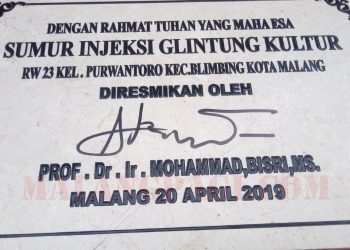 DENGAN RAHMAT TUHAN YANG MAHA ESA
SUMUR INJEKSI GLINTUNG KULTUR
RW 23 KEL . PURWANTORO KEC.BLIMBING KOTA MALANG
DIRESMIKAN OLEH
PROF . Dr . Ir . MOHAMMAD,BISRI,MS.
MALANG 20 APRIL 2019